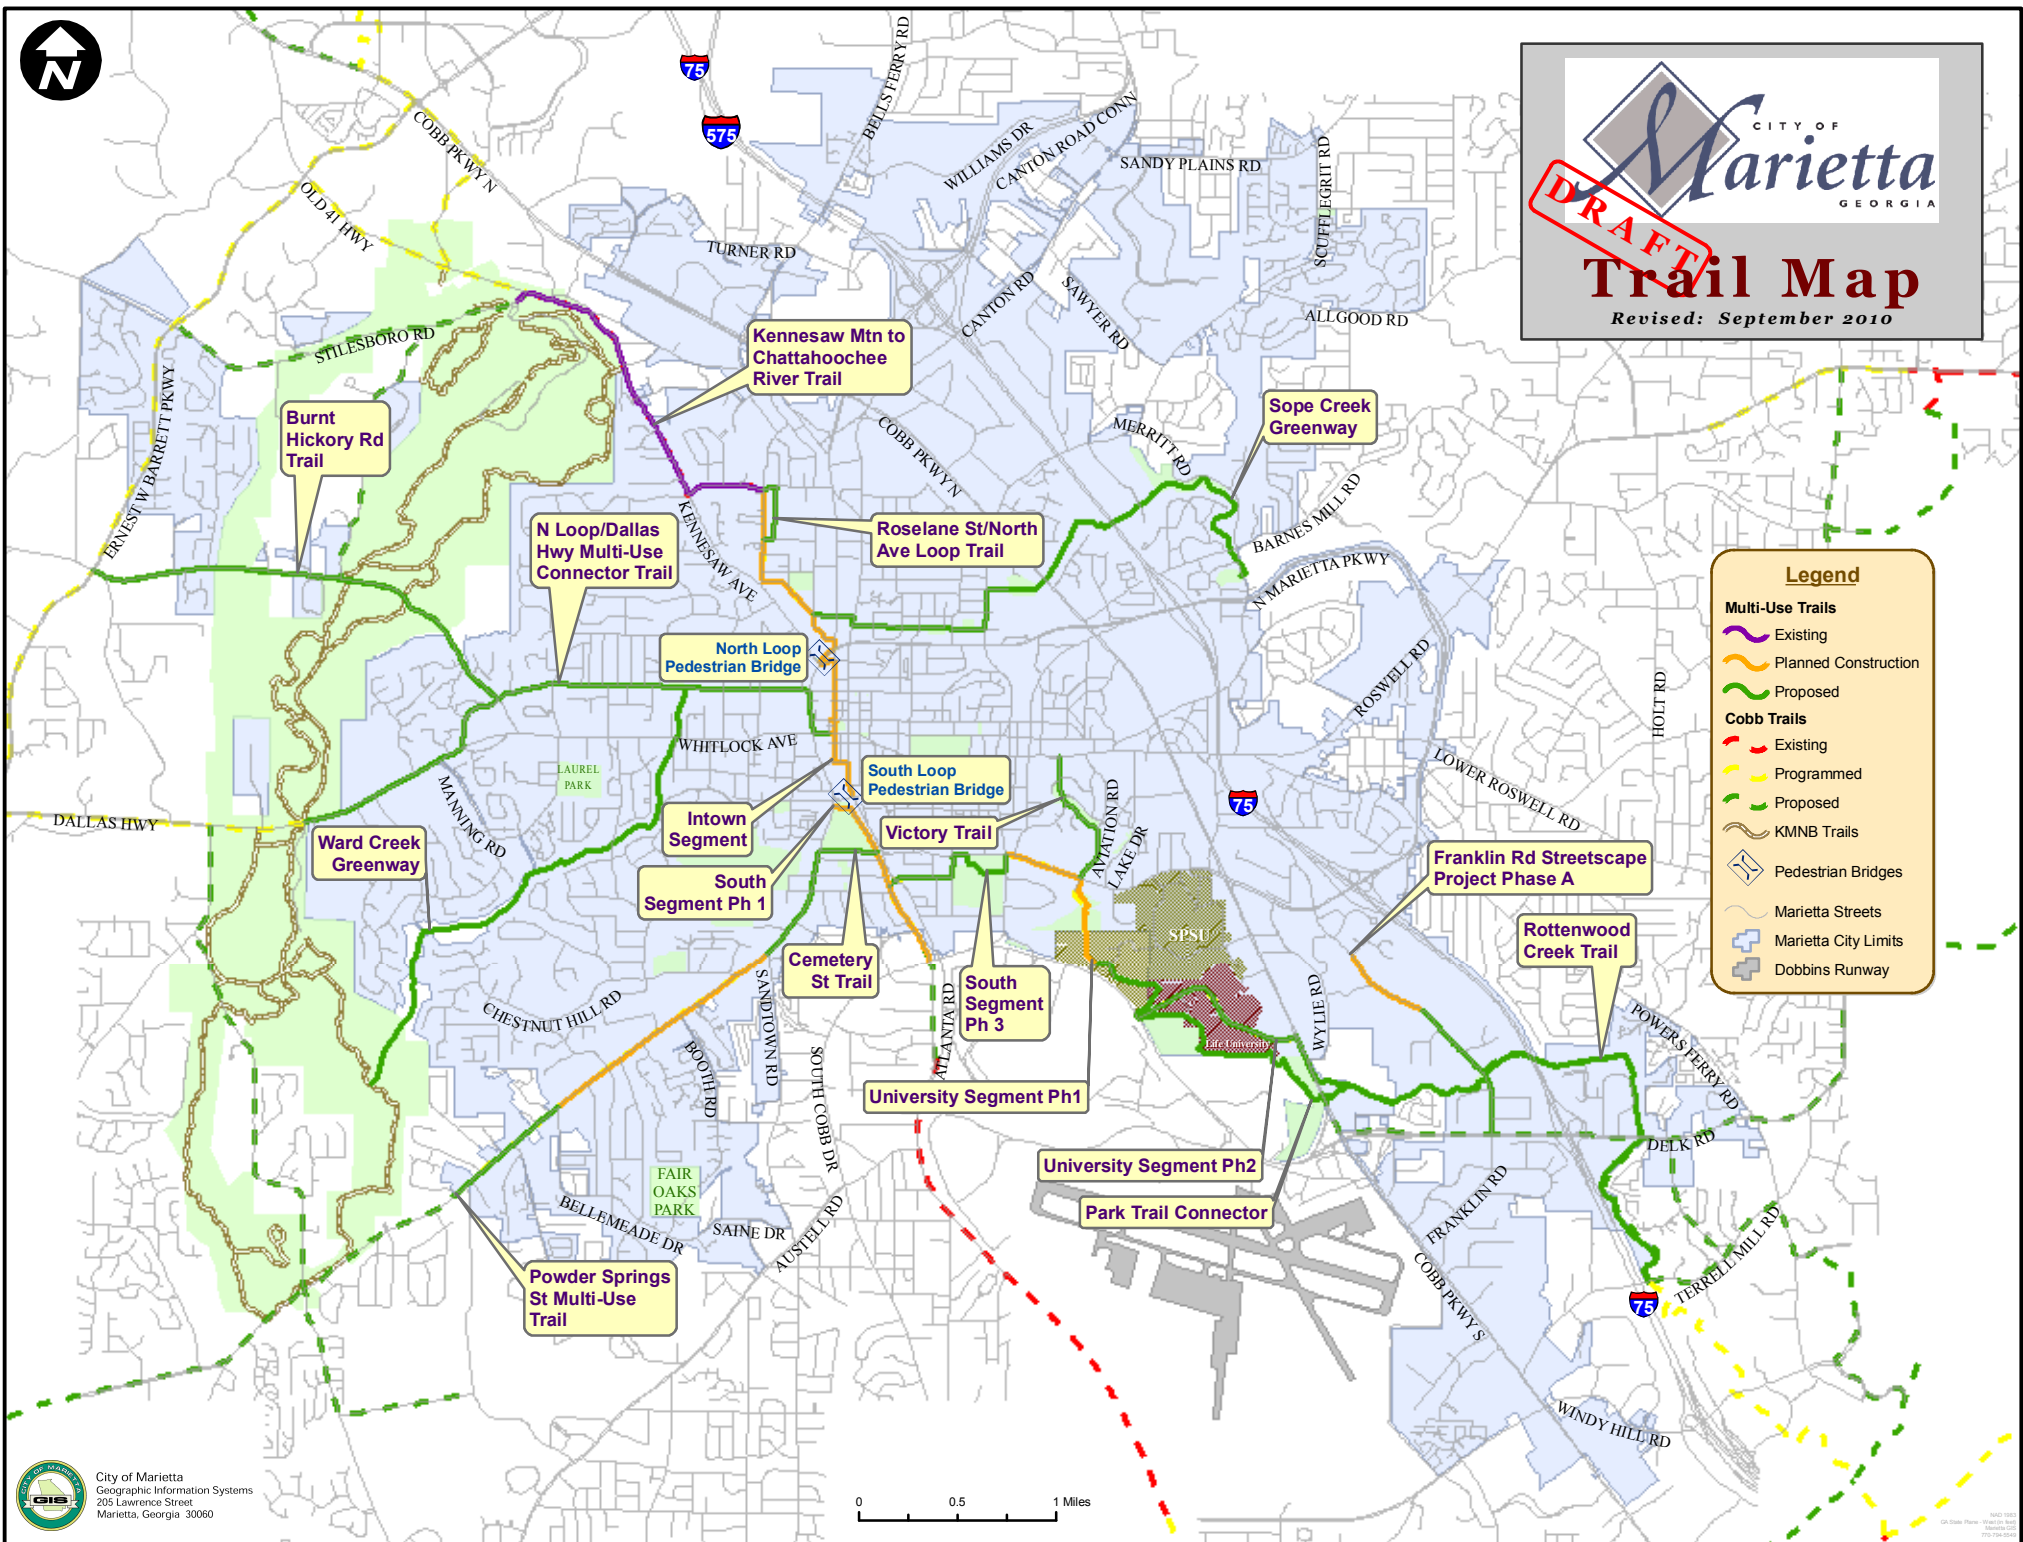 N
75
575
BELLS FERRY RD
WILLIAMS DR
CANTON ROAD CONN
SANDY PLAINS RD
SCUFFLEGRIT RD
COBB PKWY N
OLD 41 HWY
TURNER RD
CANTON RD
SAWYER RD
ALLGOOD RD
STILESBORO RD
ERNEST W BARRETT PKWY
CITY OF
Marietta
GEORGIA
DRAFT
Trail Map
Revised: September 2010
Kennesaw Mtn to
Chattahoochee
River Trail
Burnt
Hickory Rd
Trail
Sope Creek
Greenway
MERRITT RD
COBB PKWY N
BARNES MILL RD
N MARIETTA PKWY
KENNESAW AVE
N Loop/Dallas
Hwy Multi-Use
Connector Trail
Roselane St/North
Ave Loop Trail
North Loop
Pedestrian Bridge
ROSWELL RD
HOLT RD
LOWER ROSWELL RD
WHITLOCK AVE
LAUREL
PARK
MANNING RD
DALLAS HWY
South Loop
Pedestrian Bridge
Intown
Segment
Victory Trail
AVIATION RD
LAKE DR
75
Ward Creek
Greenway
South
Segment Ph 1
Franklin Rd Streetscape
Project Phase A
Rottenwood
Creek Trail
SPSU
Cemetery
St Trail
South
Segment
Ph 3
CHESTNUT HILL RD
SANDTOWN RD
ATLANTA RD
WYLIE RD
POWERS FERRY RD
BOOTH RD
SOUTH COBB DR
Life University
University Segment Ph1
DELK RD
University Segment Ph2
Park Trail Connector
FAIR
OAKS
PARK
BELLEMEADE DR
SAINE DR
AUSTELL RD
FRANKLIN RD
TERRELL MILL RD
COBB PKWY S
75
Powder Springs
St Multi-Use
Trail
WINDY HILL RD
Legend
Multi-Use Trails
Existing
Planned Construction
Proposed
Cobb Trails
Existing
Programmed
Proposed
KMNB Trails
Pedestrian Bridges
Marietta Streets
Marietta City Limits
Dobbins Runway
CITY OF MARIETTA
GIS
City of Marietta
Geographic Information Systems
205 Lawrence Street
Marietta, Georgia 30060
0 0.5 1 Miles